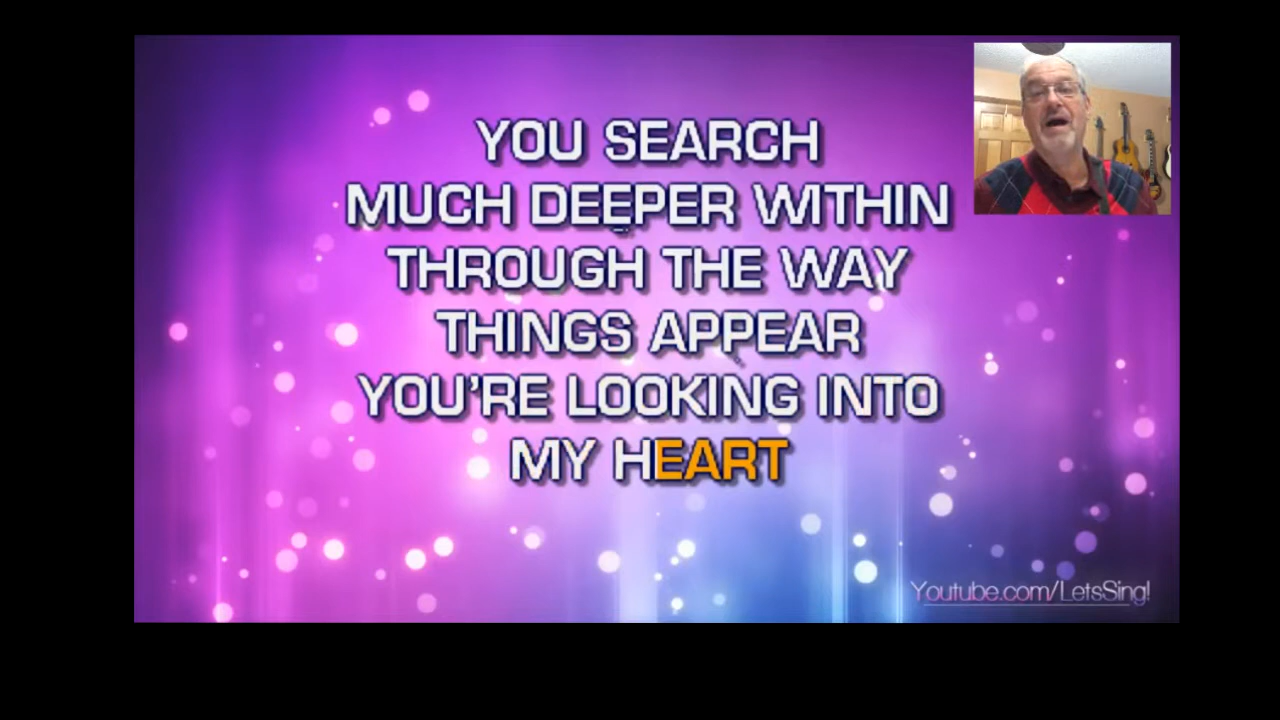 YOU SEARCH
MUCH DEEPER WITHIN
THROUGH THE WAY
THINGS APPEAR
YOU'RE LOOKING INTO
MY HEART
Youtube.com/LetsSing!